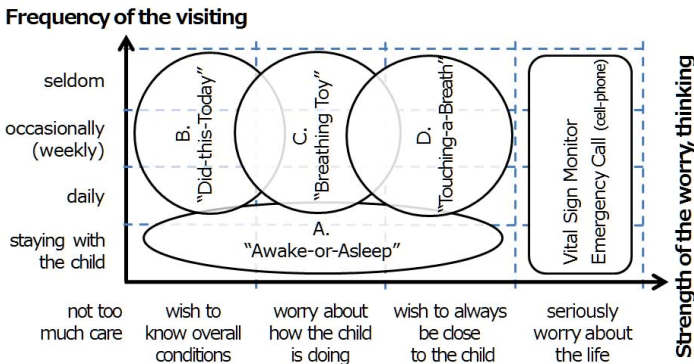 Frequency of the visiting
seldom
occasionally
(weekly)
daily
staying with
the child
B.
"Did-this-Today"
C.
"Breathing Toy"
D.
"Touching-a-Breath"
A.
"Awake-or-Asleep"
Vital Sign Monitor
Emergency Call (cell-phone)
Strength of the worry, thinking
not too
much care
wish to
know overall
conditions
worry about
how the child
is doing
wish to always
be close
to the child
seriously
worry about
the life